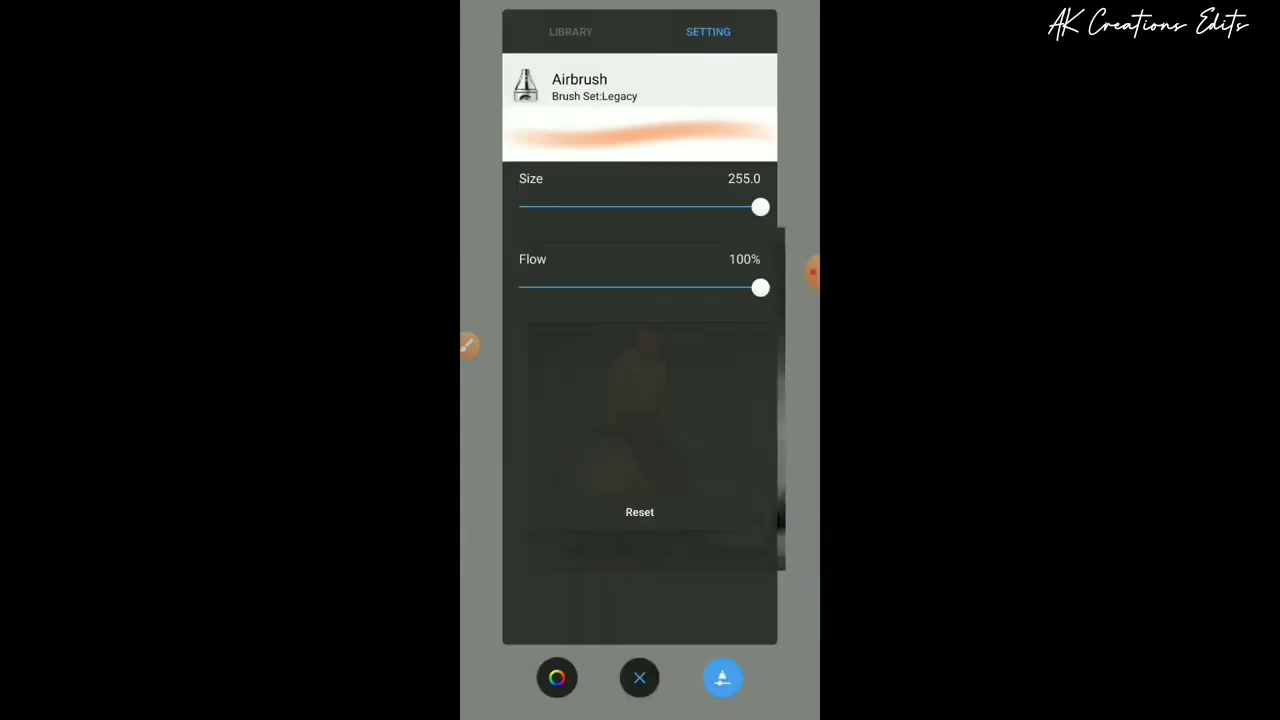 AK Creations Edits
LIBRARY SETTING
Airbrush
Brush Set:Legacy
Size 255.0
Flow 100%
Reset